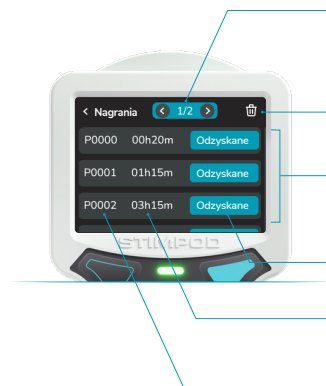 Nagrania 1/2
P0000 00h20m Odzyskane
P0001 01h15m Odzyskane
P0002 03h15m Odzyskane
STIMPOD